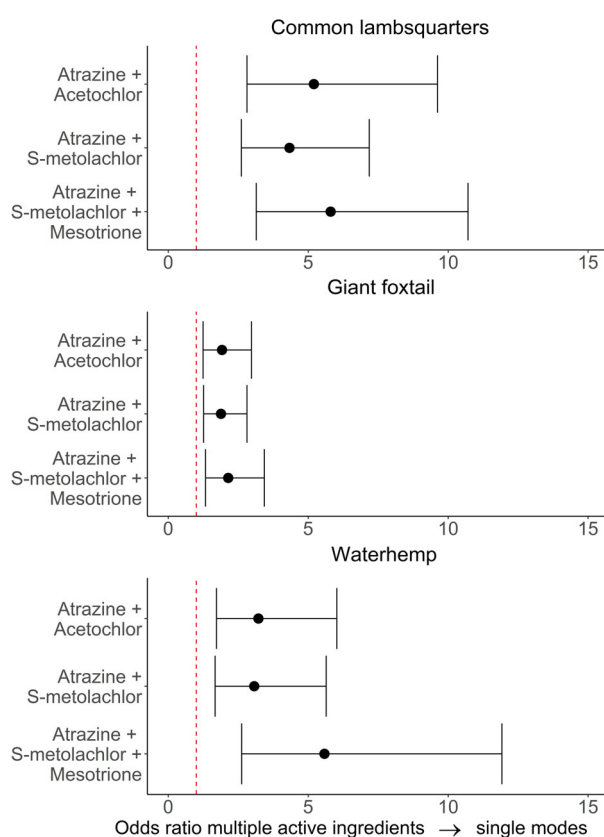 Common lambsquarters
Atrazine +
Acetochlor
Atrazine +
S-metolachlor
Atrazine +
S-metolachlor +
Mesotrione
0 5 10 15
Giant foxtail
Atrazine +
Acetochlor
Atrazine +
S-metolachlor
Atrazine +
S-metolachlor +
Mesotrione
0 5 10 15
Waterhemp
Atrazine +
Acetochlor
Atrazine +
S-metolachlor
Atrazine +
S-metolachlor +
Mesotrione
0 5 10 15
Odds ratio multiple active ingredients → single modes